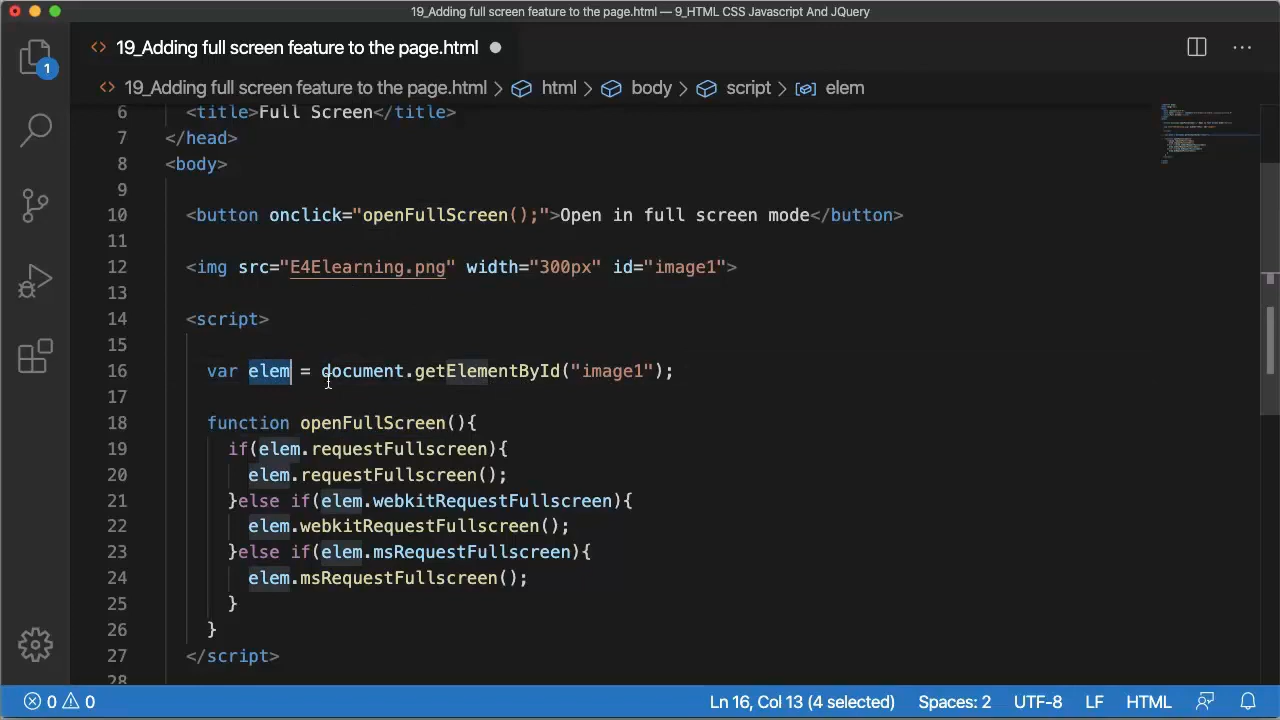 19_Adding full screen feature to the page.html — 9_HTML CSS Javascript And JQuery
19_Adding full screen feature to the page.html
1
19_Adding full screen feature to the page.html > html > body > script > elem
6 <title>Full Screen</title>
7 </head>
8 <body>
9
10 <button onclick="openFullScreen();">Open in full screen mode</button>
11
12 <img src="E4Elearning.png" width="300px" id="image1">
13
14 <script>
15
16 var elem = document.getElementById("image1");
17
18 function openFullScreen(){
19 if(elem.requestFullscreen){
20 elem.requestFullscreen();
21 }else if(elem.webkitRequestFullscreen){
22 elem.webkitRequestFullscreen();
23 }else if(elem.msRequestFullscreen){
24 elem.msRequestFullscreen();
25 }
26 }
27 </script>
28
0 0 Ln 16, Col 13 (4 selected) Spaces: 2 UTF-8 LF HTML